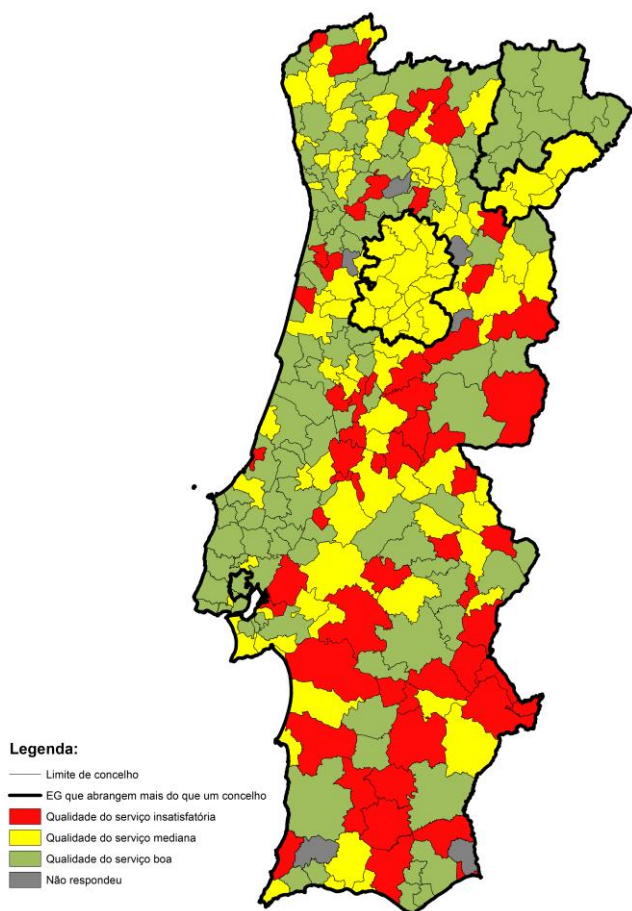 Legenda:
Limite de concelho
EG que abrangem mais do que um concelho
Qualidade do serviço insatisfatória
Qualidade do serviço mediana
Qualidade do serviço boa
Não respondeu